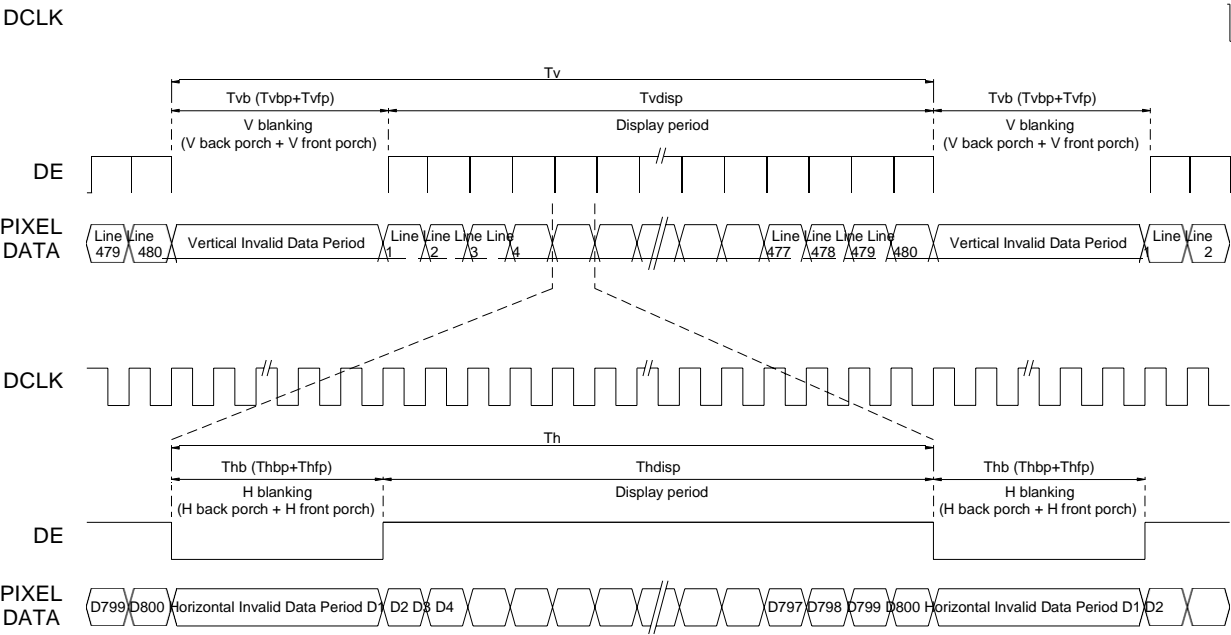 DCLK
Tv
Tvb (Tvbp+Tvfp) Tvdisp Tvb (Tvbp+Tvfp)
V blanking Display period V blanking
(V back porch + V front porch) (V back porch + V front porch)
DE
PIXEL DATA
Line 479 Line 480 Vertical Invalid Data Period Line 1 Line 2 Line 3 Line 4 Line 477 Line 478 Line 479 Line 480 Vertical Invalid Data Period Line 1 Line 2
DCLK
Th
Thb (Thbp+Thfp) Thdisp Thb (Thbp+Thfp)
H blanking Display period H blanking
(H back porch + H front porch) (H back porch + H front porch)
DE
PIXEL DATA
D799 D800 Horizontal Invalid Data Period D1 D2 D3 D4 D797 D798 D799 D800 Horizontal Invalid Data Period D1 D2